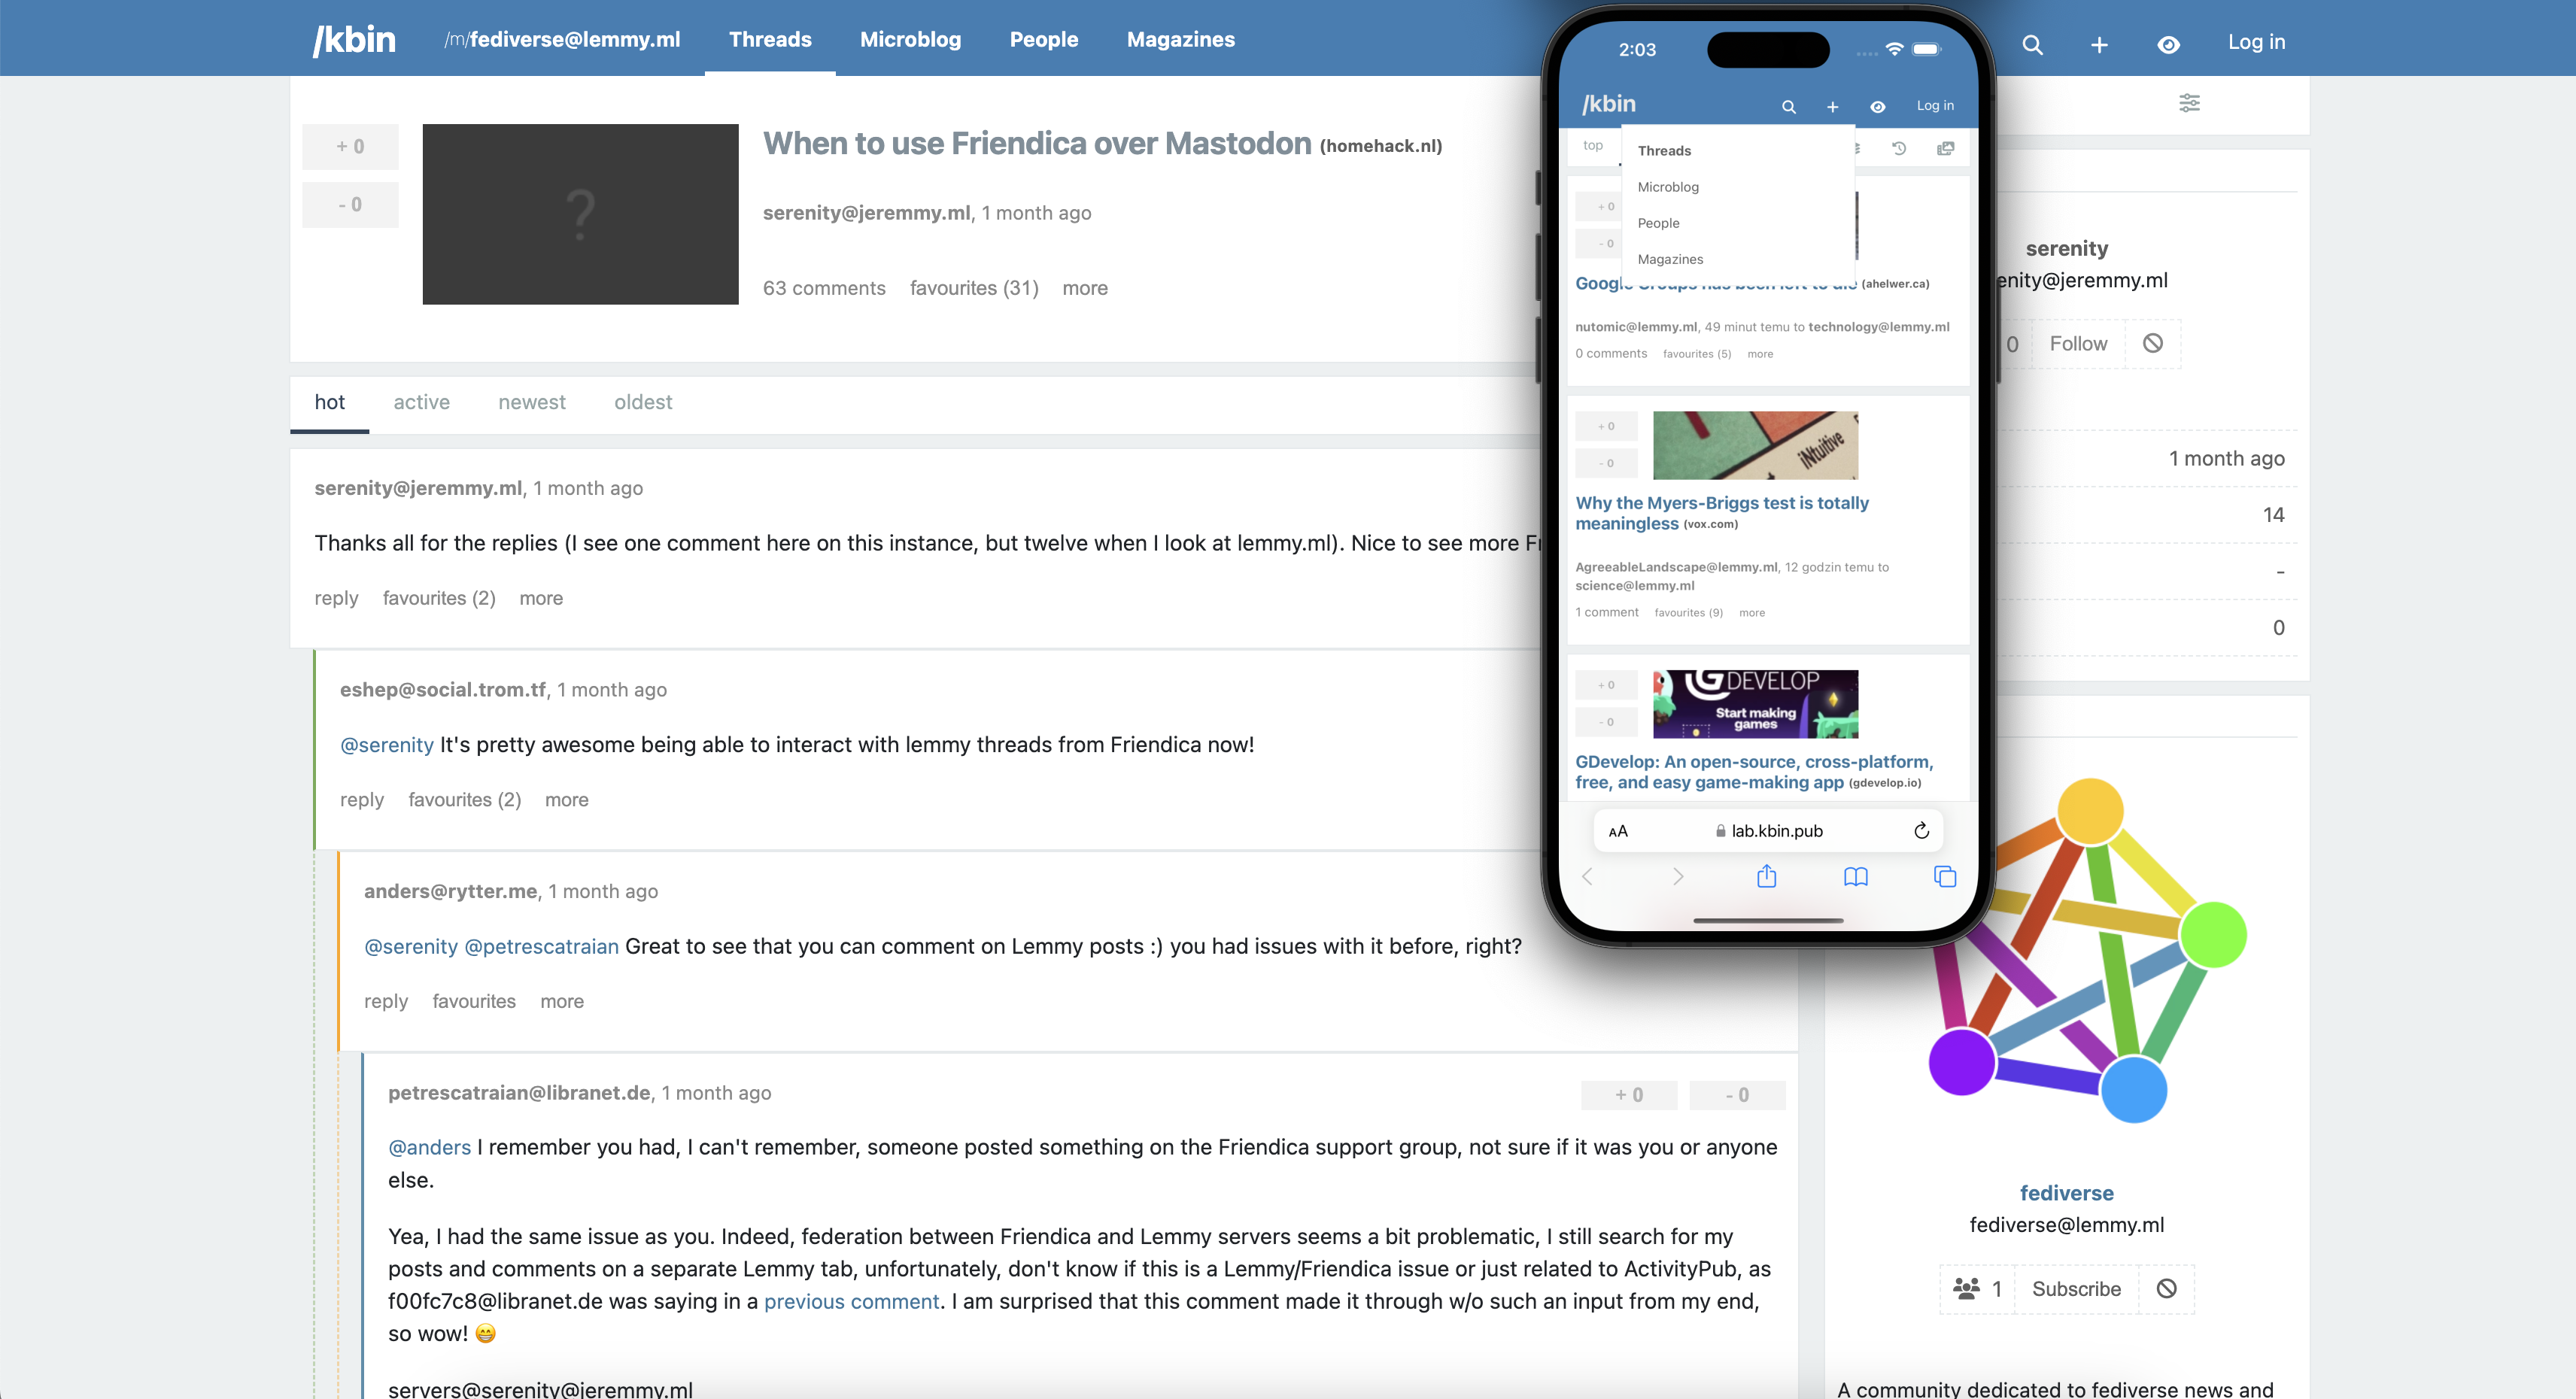 /kbin /m/fediverse@lemmy.ml Threads Microblog People Magazines
Log in
+ 0
- 0
?
When to use Friendica over Mastodon (homehack.nl)
serenity@jeremmy.ml, 1 month ago
63 comments favourites (31) more
hot active newest oldest
serenity@jeremmy.ml, 1 month ago
Thanks all for the replies (I see one comment here on this instance, but twelve when I look at lemmy.ml). Nice to see more
reply favourites (2) more
eshep@social.trom.tf, 1 month ago
@serenity It's pretty awesome being able to interact with lemmy threads from Friendica now!
reply favourites (2) more
anders@rytter.me, 1 month ago
@serenity @petrescatraian Great to see that you can comment on Lemmy posts :) you had issues with it before, right?
reply favourites more
petrescatraian@libranet.de, 1 month ago
+ 0 - 0
@anders I remember you had, I can't remember, someone posted something on the Friendica support group, not sure if it was you or anyone
else.
Yea, I had the same issue as you. Indeed, federation between Friendica and Lemmy servers seems a bit problematic, I still search for my
posts and comments on a separate Lemmy tab, unfortunately, don't know if this is a Lemmy/Friendica issue or just related to ActivityPub, as
f00fc7c8@libranet.de was saying in a previous comment. I am surprised that this comment made it through w/o such an input from my end,
so wow! 😁
servers@serenity@jeremmy.ml
2:03
/kbin
Log in
top
Threads
Microblog
People
Magazines
+ 0
- 0
Google Groups has been left to die (ahelwer.ca)
nutomic@lemmy.ml, 49 minut temu to technology@lemmy.ml
0 comments favourites (5) more
+ 0
- 0
iNtuitive
Why the Myers-Briggs test is totally
meaningless (vox.com)
AgreeableLandscape@lemmy.ml, 12 godzin temu to
science@lemmy.ml
1 comment favourites (9) more
+ 0
- 0
GDEVELOP
Start making
games
GDevelop: An open-source, cross-platform,
free, and easy game-making app (gdevelop.io)
AA lab.kbin.pub
serenity
enity@jeremmy.ml
0 Follow
1 month ago
14
-
0
fediverse
fediverse@lemmy.ml
1 Subscribe
A community dedicated to fediverse news and